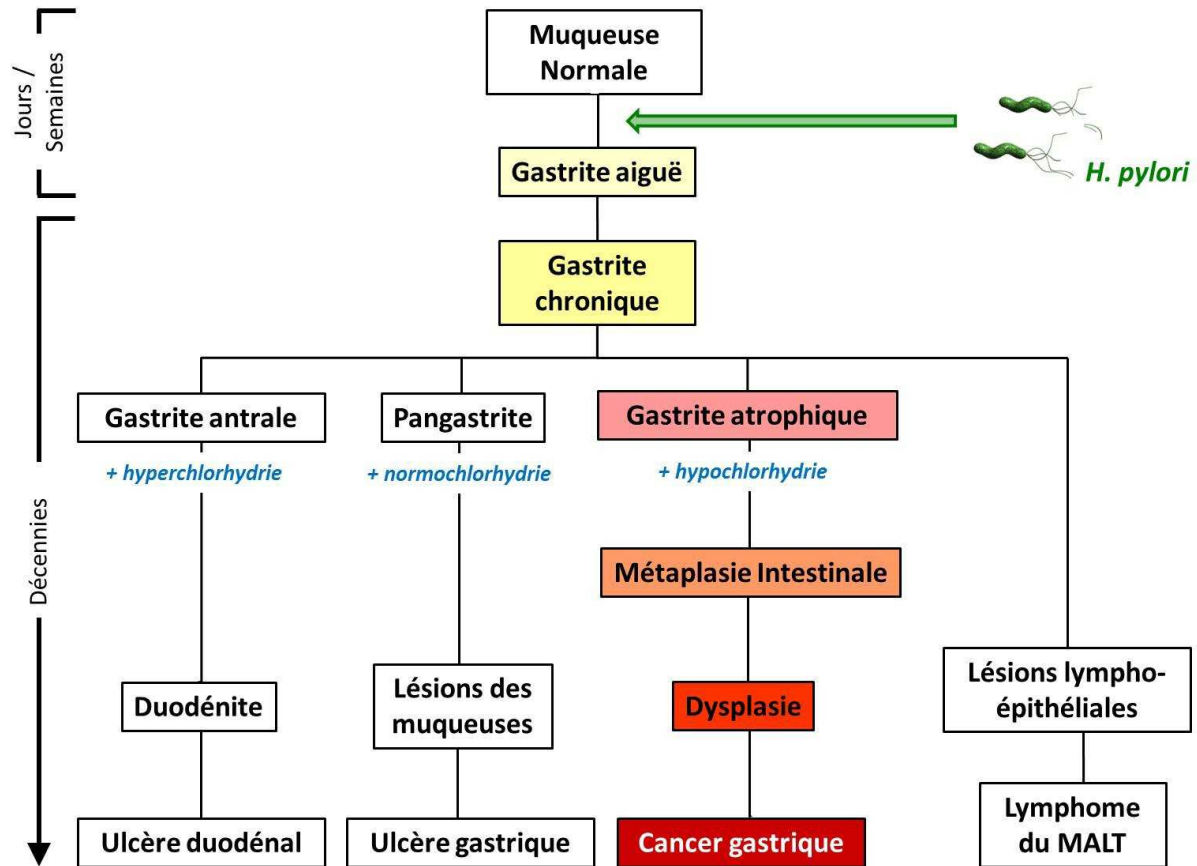 Jours /
Semaines
Muqueuse
Normale
H. pylori
Gastrite aiguë
Décennies
Gastrite
chronique
Gastrite antrale
+ hyperchlorhydrie
Duodénite
Ulcère duodénal
Pangastrite
+ normochlorhydrie
Lésions des
muqueuses
Ulcère gastrique
Gastrite atrophique
+ hypochlorhydrie
Métaplasie Intestinale
Dysplasie
Cancer gastrique
Lésions lympho-
épithéliales
Lymphome
du MALT